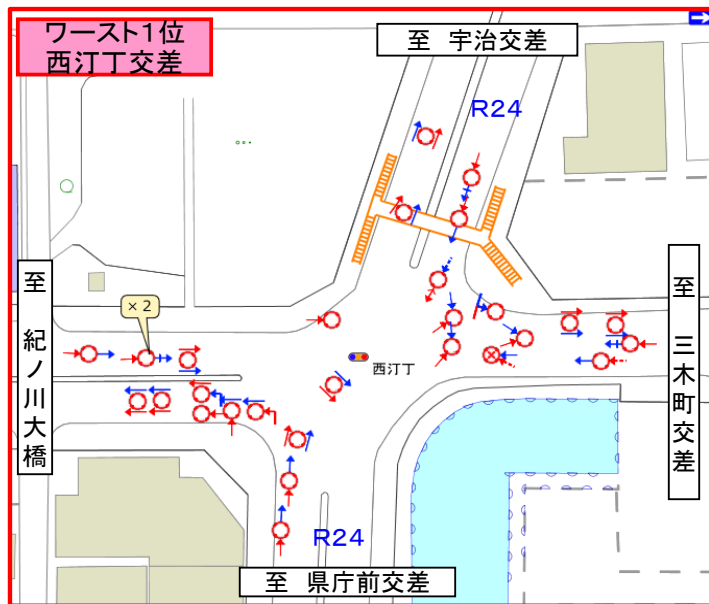 ワースト1位
西汀丁交差
至 宇治交差
R24
至 紀ノ川大橋
×2
西汀丁
至 三木町交差
R24
至 県庁前交差